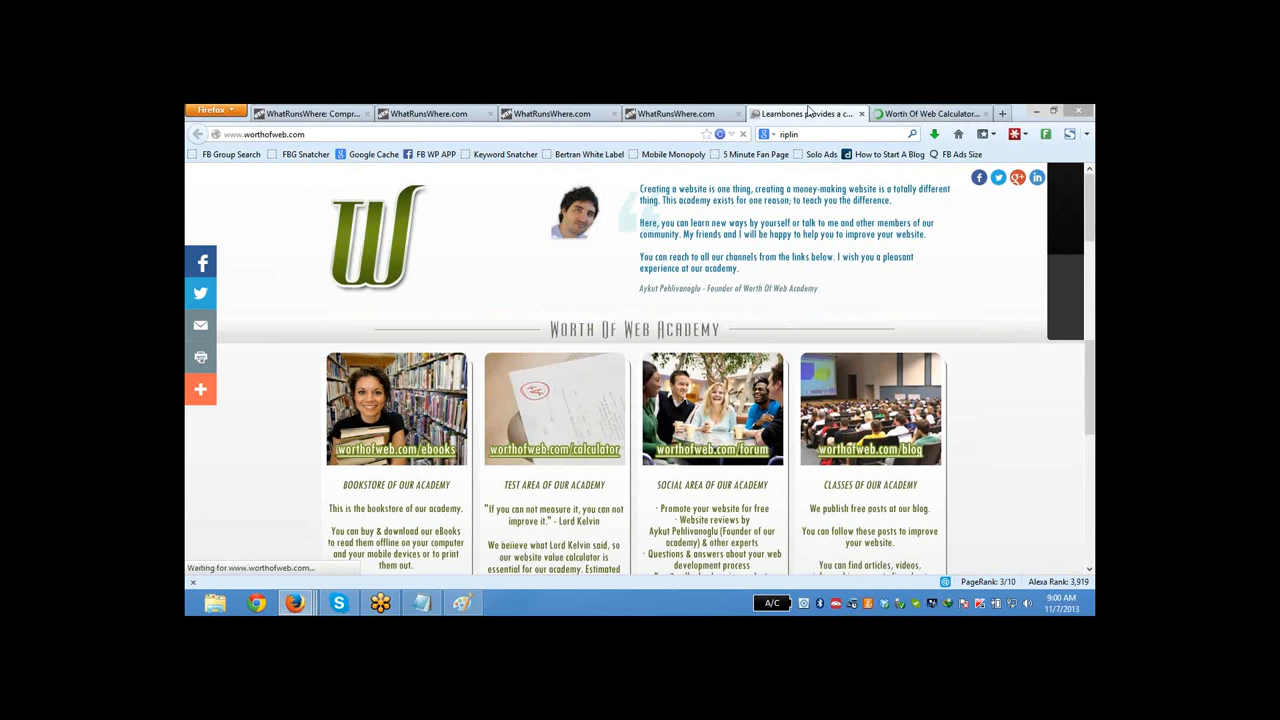 Firefox
WhatRunsWhere: Compr...
WhatRunsWhere.com
WhatRunsWhere.com
WhatRunsWhere.com
Learnbones provides a c...
Worth Of Web Calculator...
www.worthofweb.com
riplin
FB Group Search
FBG Snatcher
Google Cache
FB WP APP
Keyword Snatcher
Bertran White Label
Mobile Monopoly
5 Minute Fan Page
Solo Ads
How to Start A Blog
FB Ads Size
W
Creating a website is one thing, creating a money-making website is a totally different
thing. This academy exists for one reason; to teach you the difference.
Here, you can learn new ways by yourself or talk to me and other members of our
community. My friends and I will be happy to help you to improve your website.
You can reach to all our channels from the links below. I wish you a pleasant
experience at our academy.
Aykut Pehlivanoglu - Founder of Worth Of Web Academy
Worth Of Web Academy
worthofweb.com/ebooks
worthofweb.com/calculator
worthofweb.com/forum
worthofweb.com/blog
BOOKSTORE OF OUR ACADEMY
This is the bookstore of our academy.
You can buy & download our eBooks
to read them offline on your computer
and your mobile devices or to print
them out.
TEST AREA OF OUR ACADEMY
"If you can not measure it, you can not
improve it." - Lord Kelvin
We believe what Lord Kelvin said, so
our website value calculator is
essential for our academy. Estimated
SOCIAL AREA OF OUR ACADEMY
· Promote your website for free
· Website reviews by
Aykut Pehlivanoglu (Founder of our
academy) & other experts
· Questions & answers about your web
development process
CLASSES OF OUR ACADEMY
We publish free posts at our blog.
You can follow these posts to improve
your website.
You can find articles, videos,
Waiting for www.worthofweb.com...
PageRank: 3/10
Alexa Rank: 3,919
A/C
9:00 AM
11/7/2013